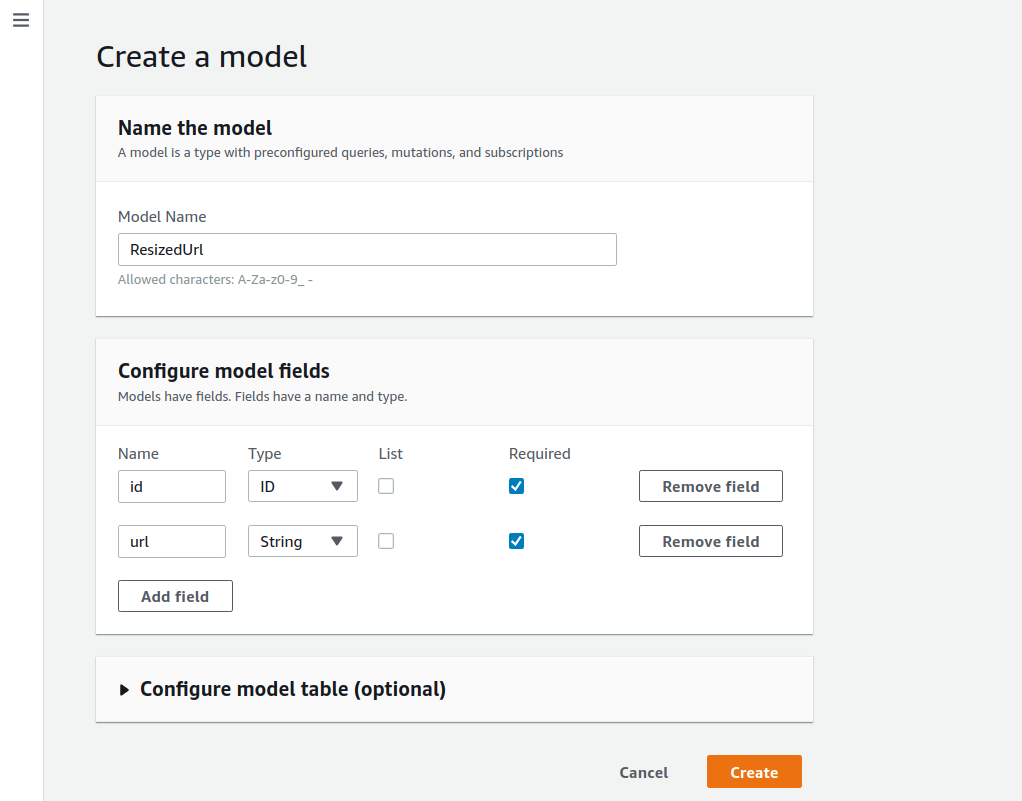 Create a model
Name the model
A model is a type with preconfigured queries, mutations, and subscriptions
Model Name
ResizedUrl
Allowed characters: A-Za-z0-9_ -
Configure model fields
Models have fields. Fields have a name and type.
Name Type List Required
id ID Remove field
url String Remove field
Add field
Configure model table (optional)
Cancel Create